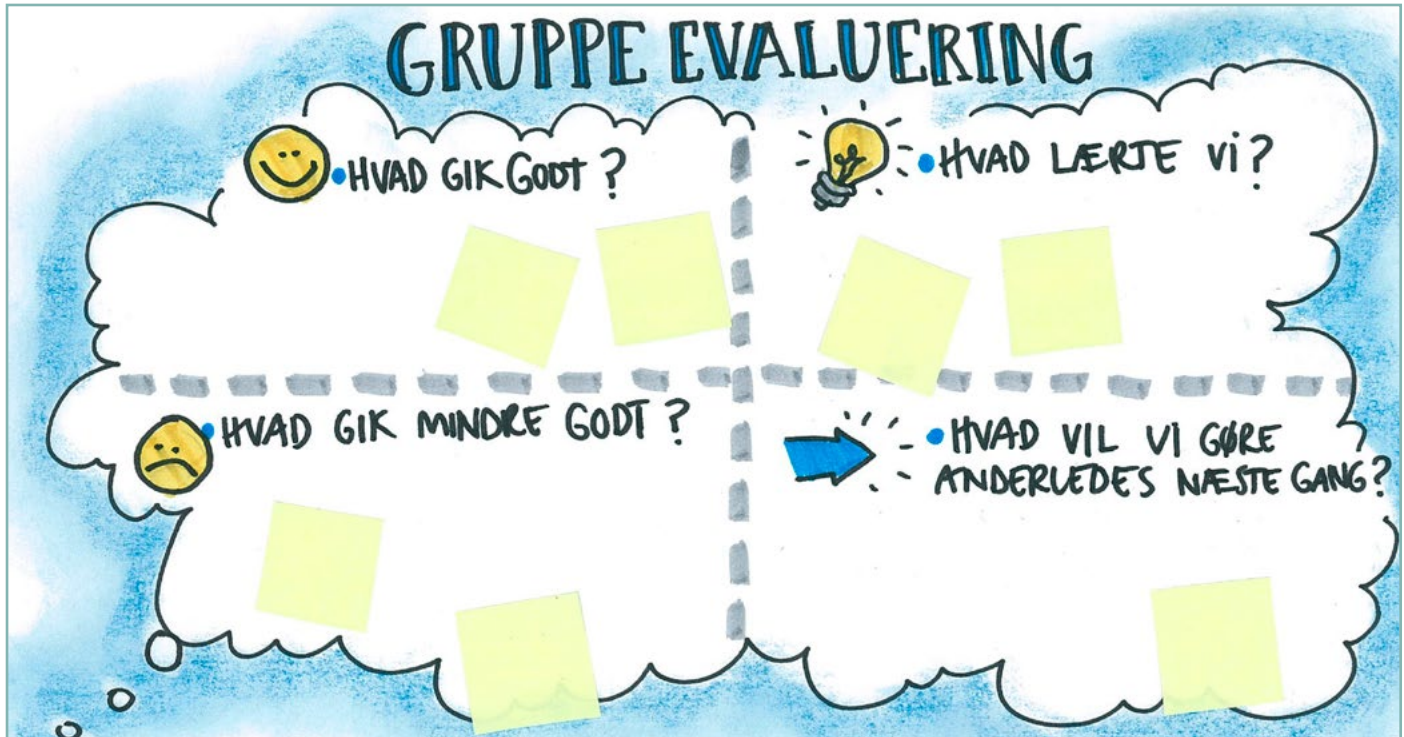 GRUPPE EVALUERING
• HVAD GIK GODT ?
• HVAD LÆRTE Vi ?
• HVAD GIK MINDRE GODT ?
• HVAD VIL Vi GØRE
ANDERLEDES NÆSTE GANG ?